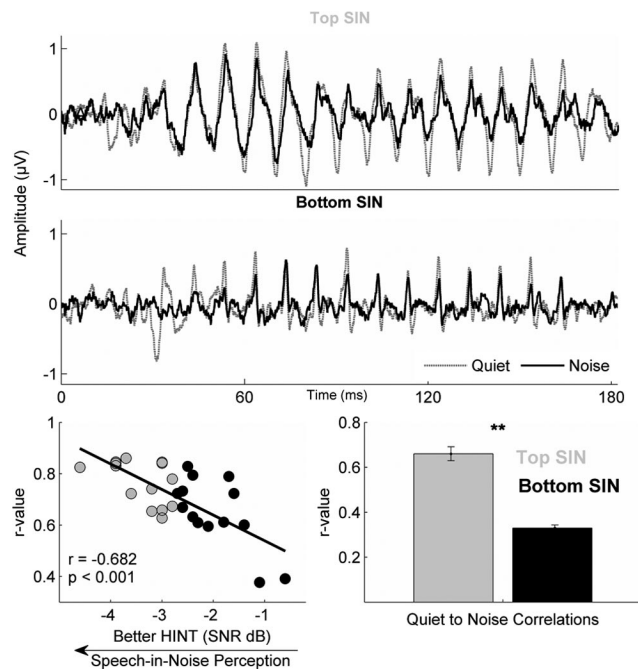 Top SIN
1
0
-1
Amplitude (µV)
Bottom SIN
1
0
-1
Quiet Noise
0 60 Time (ms) 120 182
1
0.8
0.6
0.4
r-value
r = -0.682
p < 0.001
-4 -3 -2 -1
Better HINT (SNR dB)
Speech-in-Noise Perception
0.8
0.6
0.4
0.2
r-value
**
Top SIN
Bottom SIN
Quiet to Noise Correlations